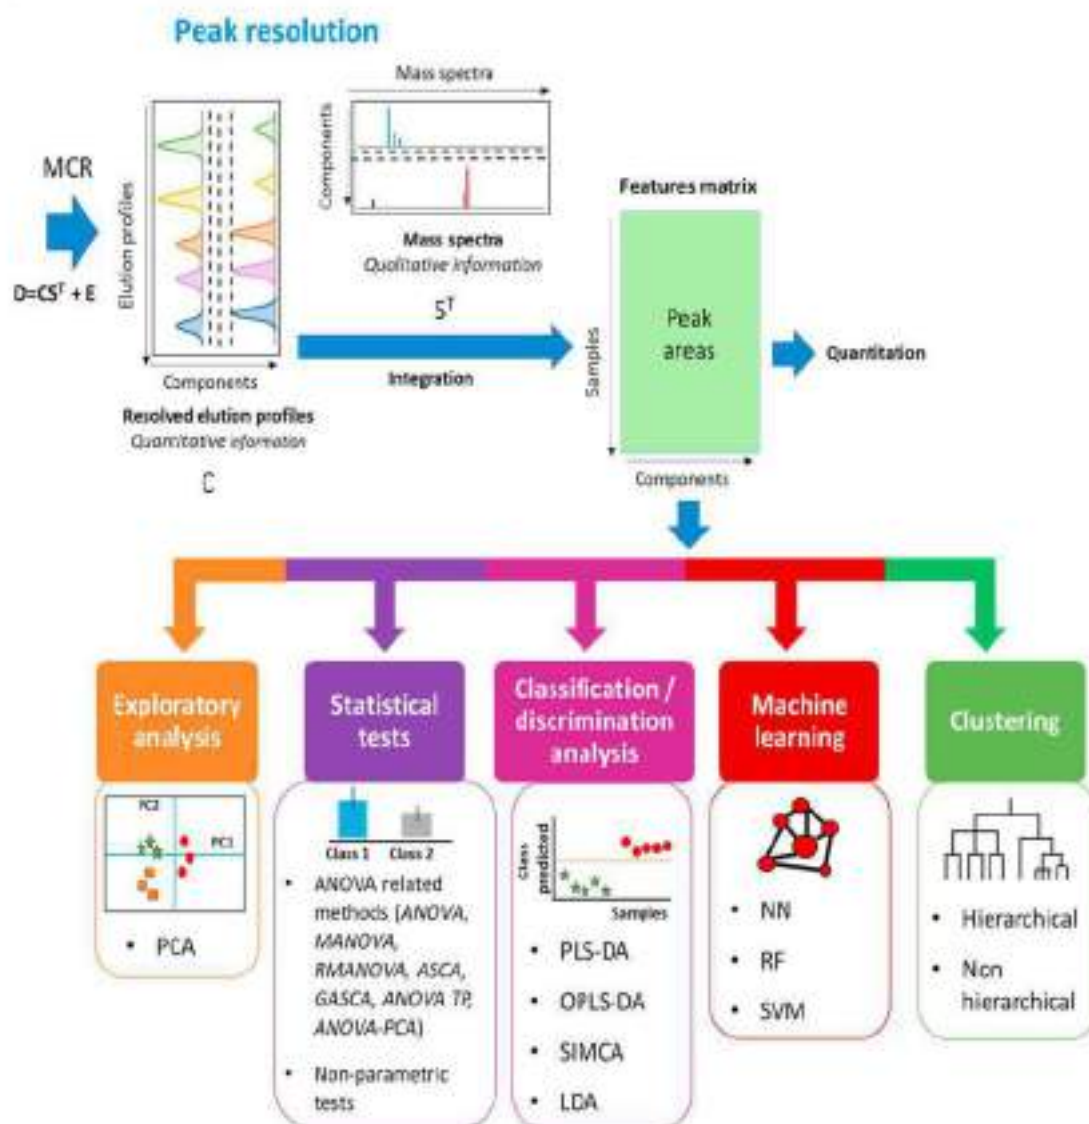 Peak resolution
MCR
D=CSᵀ + E
Elution profiles
Components
Resolved elution profiles
Quantitative information
C
Mass spectra
Components
Mass spectra
Qualitative information
Sᵀ
Integration
Features matrix
Samples
Peak
areas
Components
Quantitation
Exploratory
analysis
PC2
PC1
• PCA
Statistical
tests
Class 1 Class 2
• ANOVA related
methods (ANOVA,
MANOVA,
RMANOVA, ASCA,
GASCA, ANOVA TP,
ANOVA-PCA)
• Non-parametric
tests
Classification /
discrimination
analysis
Class
predicted
Samples
• PLS-DA
• OPLS-DA
• SIMCA
• LDA
Machine
learning
• NN
• RF
• SVM
Clustering
• Hierarchical
• Non
hierarchical